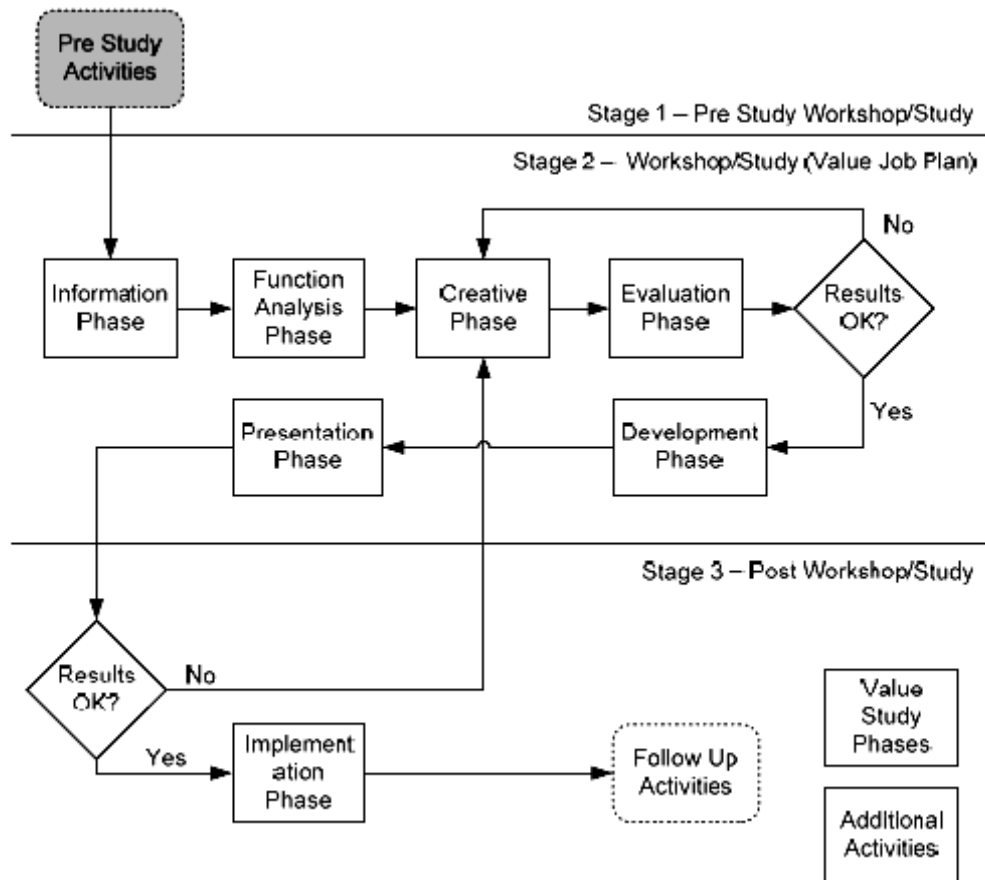 Pre Study
Activities
Stage 1 – Pre Study Workshop/Study
Stage 2 – Workshop/Study (Value Job Plan)
No
Information
Phase
Function
Analysis
Phase
Creative
Phase
Evaluation
Phase
Results
OK?
Yes
Presentation
Phase
Development
Phase
Stage 3 – Post Workshop/Study
Results
OK?
No
Yes
Implement
ation
Phase
Follow Up
Activities
Value
Study
Phases
Additional
Activities